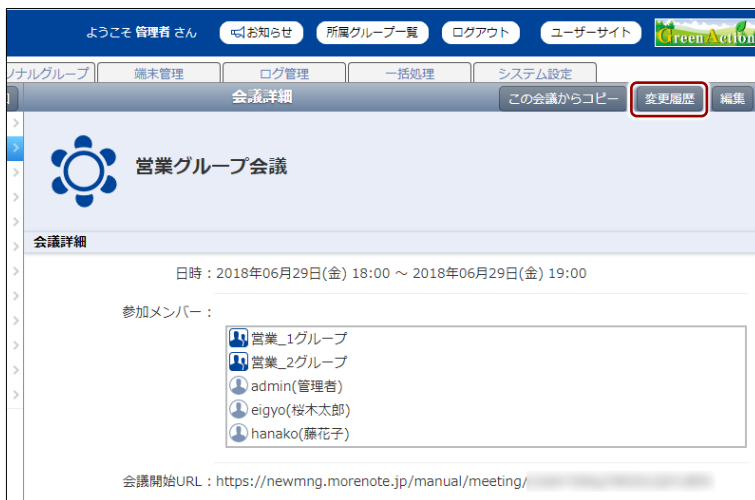 ようこそ 管理者 さん お知らせ 所属グループ一覧 ログアウト ユーザーサイト Green Action
ソナルグループ 端末管理 ログ管理 一括処理 システム設定
会議詳細 この会議からコピー 変更履歴 編集
営業グループ会議
会議詳細
日時：2018年06月29日(金) 18:00 ～ 2018年06月29日(金) 19:00
参加メンバー：
営業_1グループ
営業_2グループ
admin(管理者)
eigyo(桜木太郎)
hanako(藤花子)
会議開始URL：https://newmng.morenote.jp/manual/meeting/